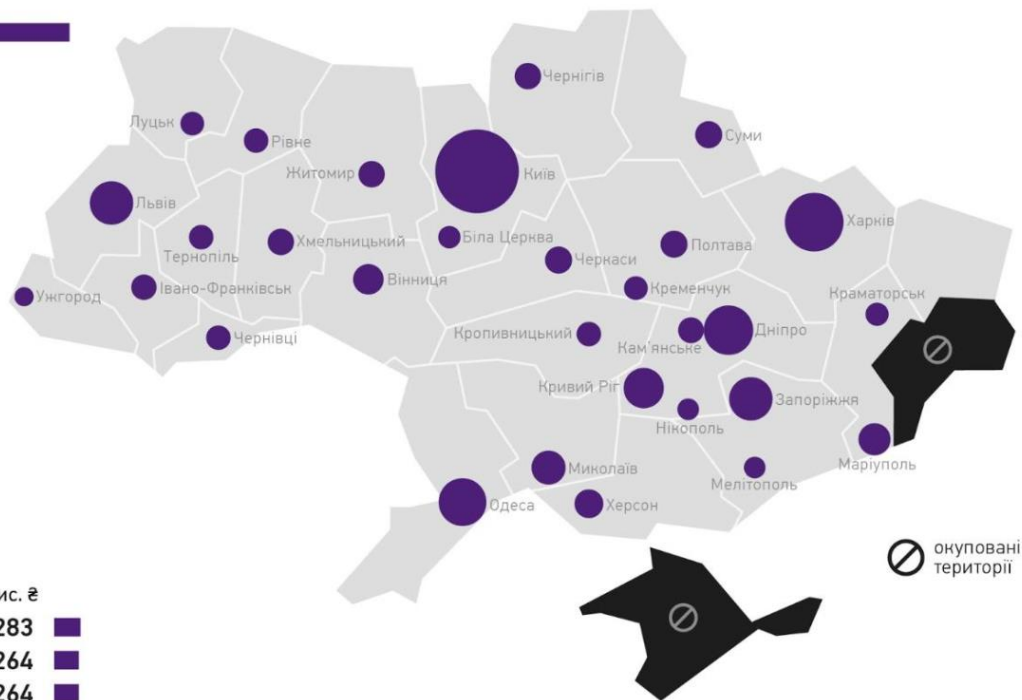 Чернігів
Луцьк
Суми
Рівне
Житомир
Київ
Львів
Харків
Тернопіль
Хмельницький
Біла Церква
Полтава
Черкаси
Івано-Франківськ
Вінниця
Кременчук
Краматорськ
Ужгород
Чернівці
Кропивницький
Кам'янське
Дніпро
Кривий Ріг
Запоріжжя
Нікополь
Маріуполь
Миколаїв
Мелітополь
Одеса
Херсон
окуповані
території
ис. ₴
283
264
264